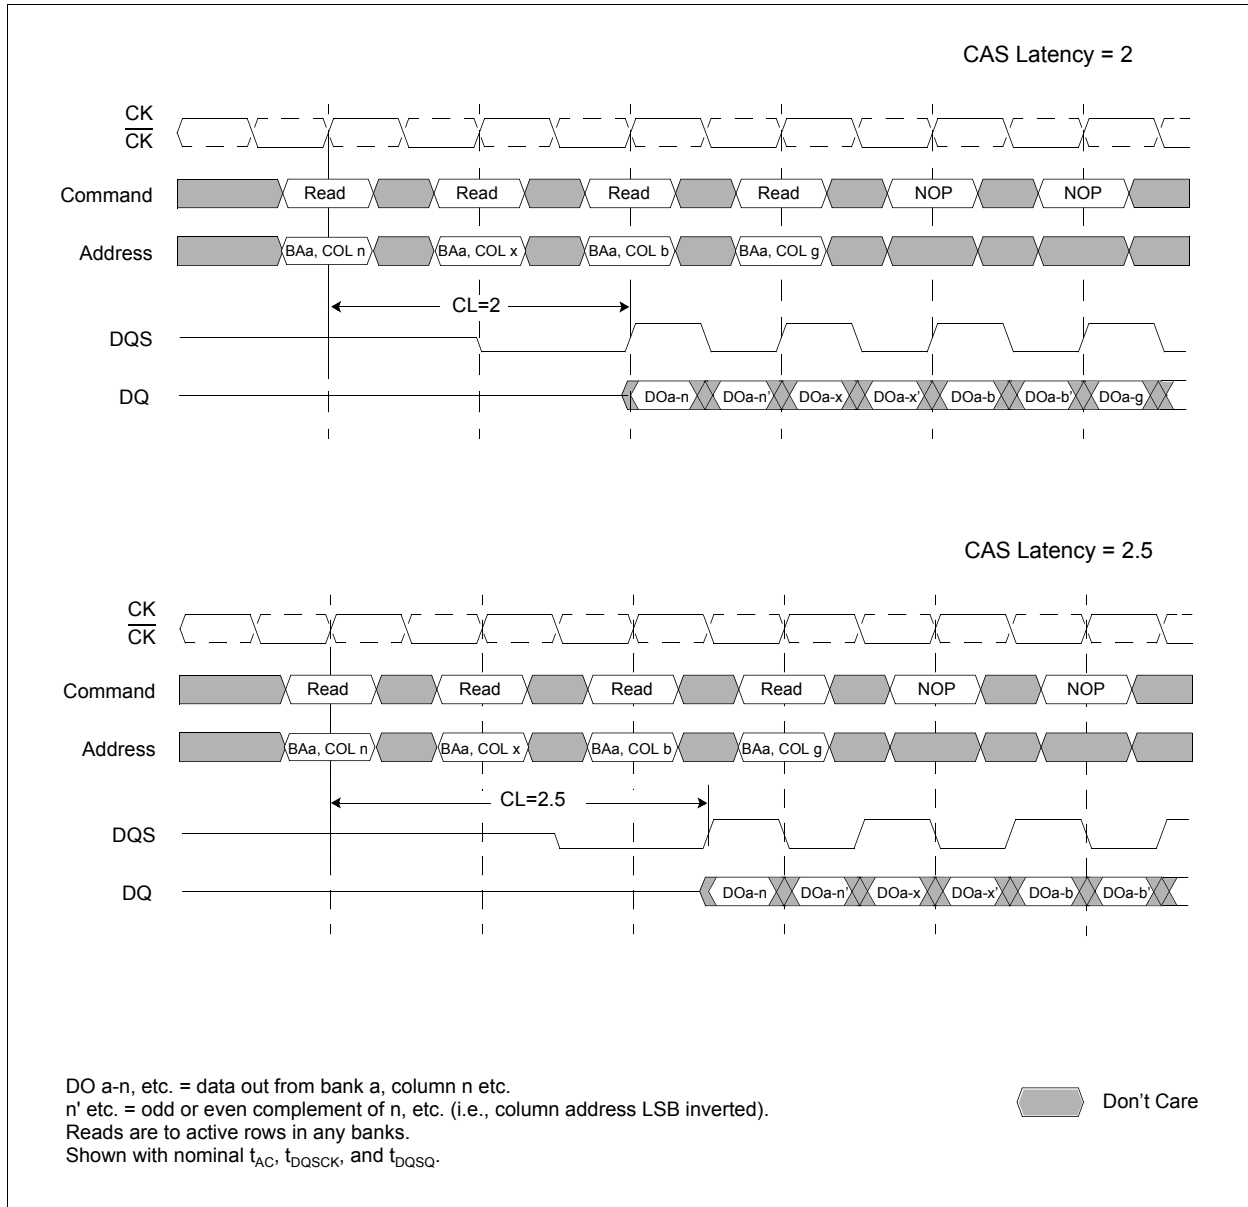 CAS Latency = 2
CK
CK
Command Read Read Read Read NOP NOP
Address BAa, COL n BAa, COL x BAa, COL b BAa, COL g
CL=2
DQS
DQ DOa-n DOa-n' DOa-x DOa-x' DOa-b DOa-b' DOa-g
CAS Latency = 2.5
CK
CK
Command Read Read Read Read NOP NOP
Address BAa, COL n BAa, COL x BAa, COL b BAa, COL g
CL=2.5
DQS
DQ DOa-n DOa-n' DOa-x DOa-x' DOa-b DOa-b'
DO a-n, etc. = data out from bank a, column n etc.
n' etc. = odd or even complement of n, etc. (i.e., column address LSB inverted).
Reads are to active rows in any banks.
Shown with nominal tAC, tDQSCK, and tDQSQ.
Don't Care